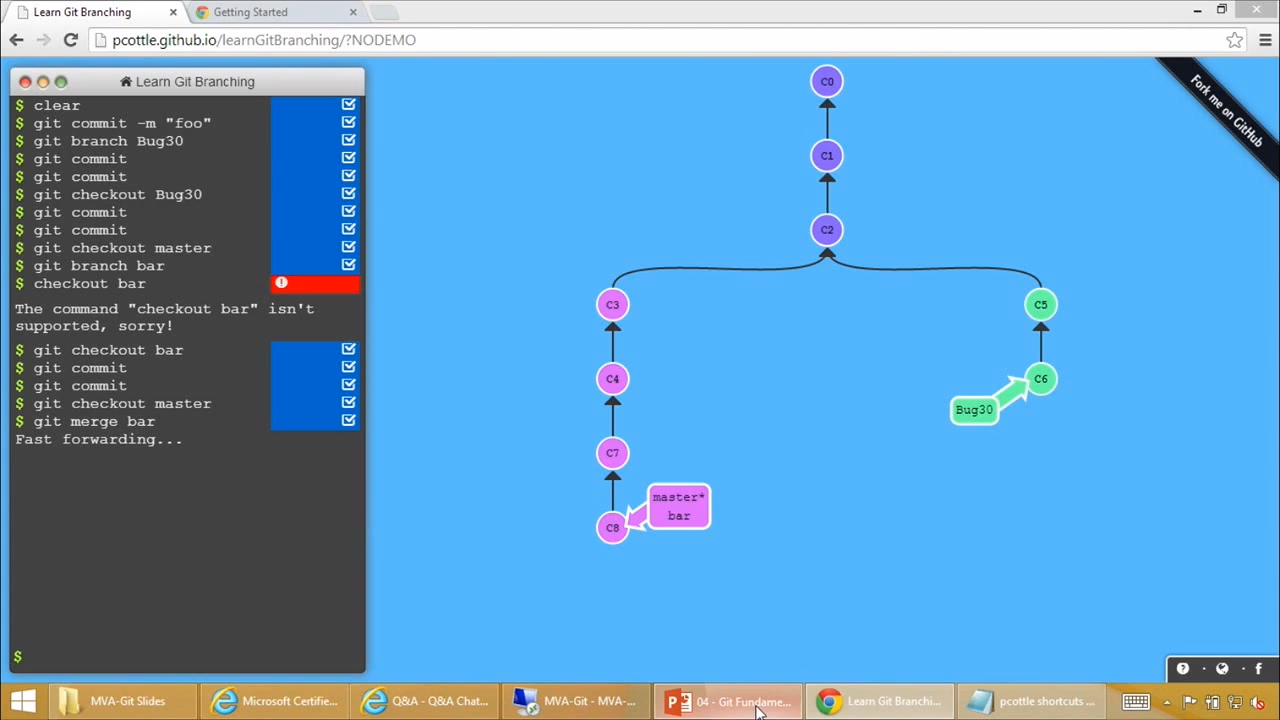 Learn Git Branching
Getting Started
pcottle.github.io/learnGitBranching/?NODEMO
Learn Git Branching
$ clear
$ git commit -m "foo"
$ git branch Bug30
$ git commit
$ git commit
$ git checkout Bug30
$ git commit
$ git commit
$ git checkout master
$ git branch bar
$ checkout bar
The command "checkout bar" isn't
supported, sorry!
$ git checkout bar
$ git commit
$ git commit
$ git checkout master
$ git merge bar
Fast forwarding...
$
C0
C1
C2
C3
C5
C4
C6
Bug30
C7
master*
bar
C8
Fork me on GitHub
MVA-Git Slides
Microsoft Certifie...
Q&A - Q&A Chat...
MVA-Git - MVA-...
04 - Git Fundame...
Learn Git Branchi...
pcottle shortcuts ...